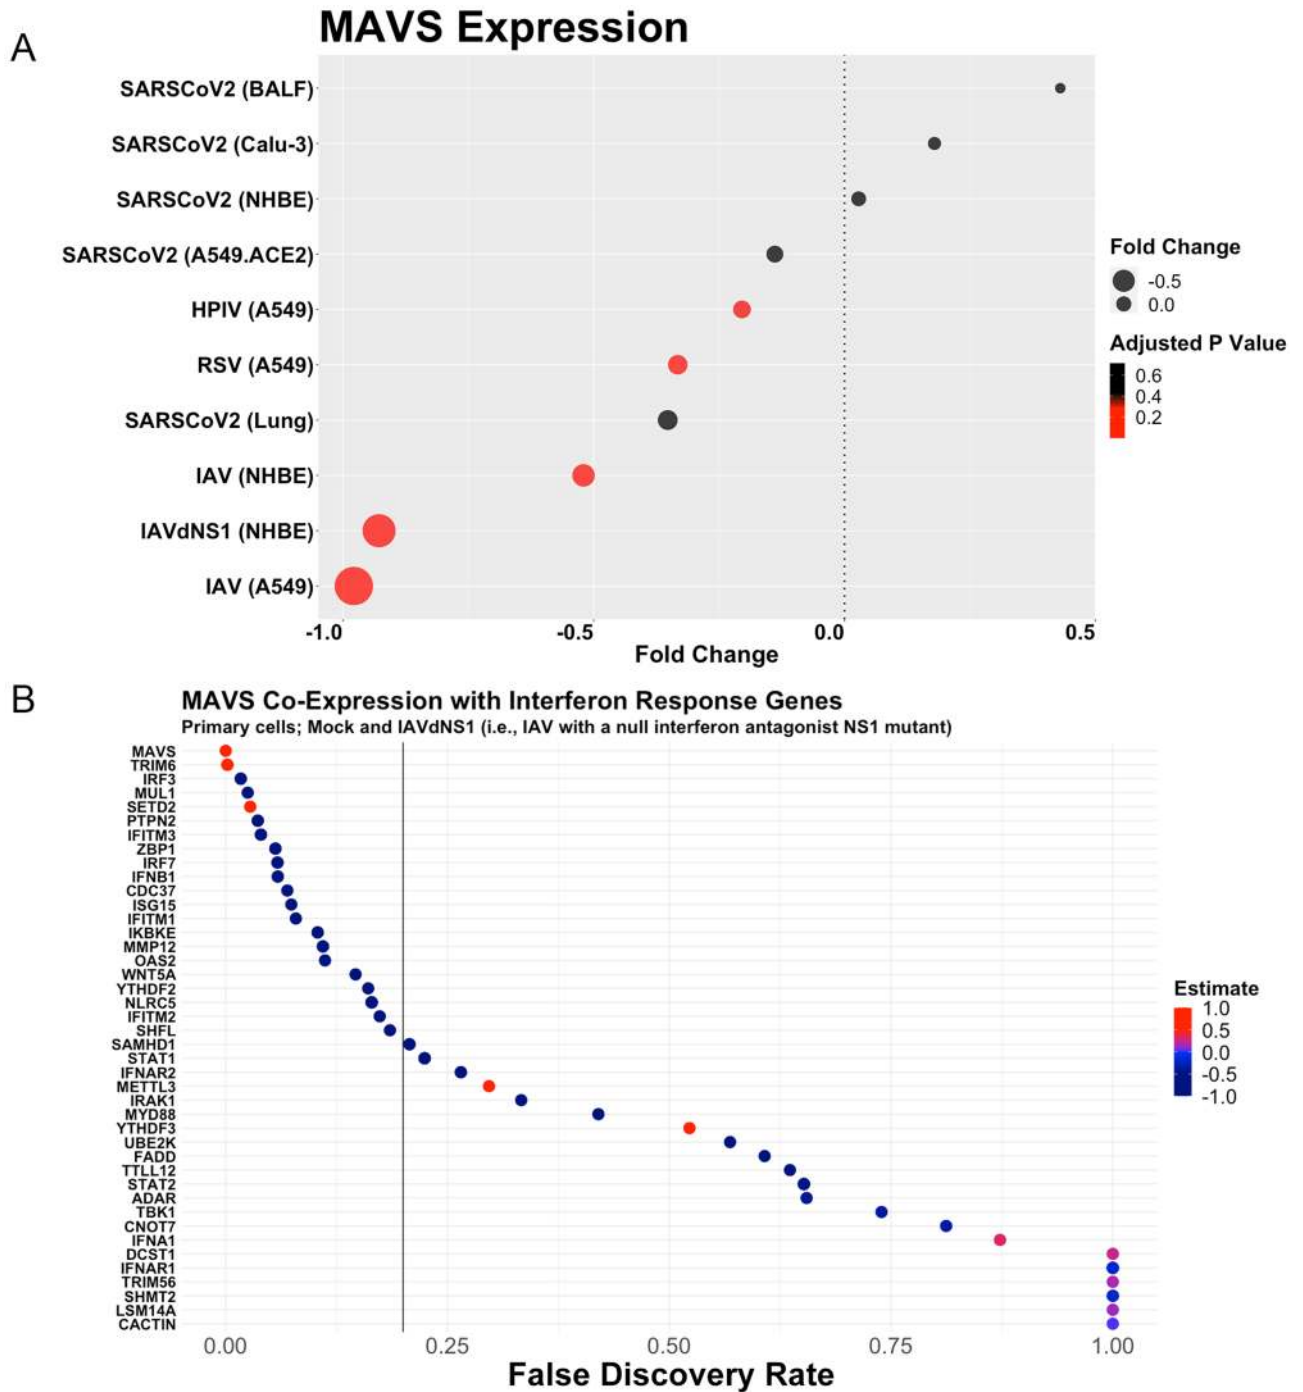 A
MAVS Expression
SARSCoV2 (BALF)
SARSCoV2 (Calu-3)
SARSCoV2 (NHBE)
SARSCoV2 (A549.ACE2)
HPIV (A549)
RSV (A549)
SARSCoV2 (Lung)
IAV (NHBE)
IAVdNS1 (NHBE)
IAV (A549)
-1.0 -0.5 0.0 0.5
Fold Change
Fold Change
-0.5
0.0
Adjusted P Value
0.6
0.4
0.2
B
MAVS Co-Expression with Interferon Response Genes
Primary cells; Mock and IAVdNS1 (i.e., IAV with a null interferon antagonist NS1 mutant)
MAVS
TRIM6
IRF3
MUL1
SETD2
PTPN2
IFITM3
ZBP1
IRF7
IFNB1
CDC37
ISG15
IFITM1
IKBKE
MMP12
OAS2
WNT5A
YTHDF2
NLRC5
IFITM2
SHFL
SAMHD1
STAT1
IFNAR2
METTL3
IRAK1
MYD88
YTHDF3
UBE2K
FADD
TTLL12
STAT2
ADAR
TBK1
CNOT7
IFNA1
DCST1
IFNAR1
TRIM56
SHMT2
LSM14A
CACTIN
0.00 0.25 0.50 0.75 1.00
False Discovery Rate
Estimate
1.0
0.5
0.0
-0.5
-1.0